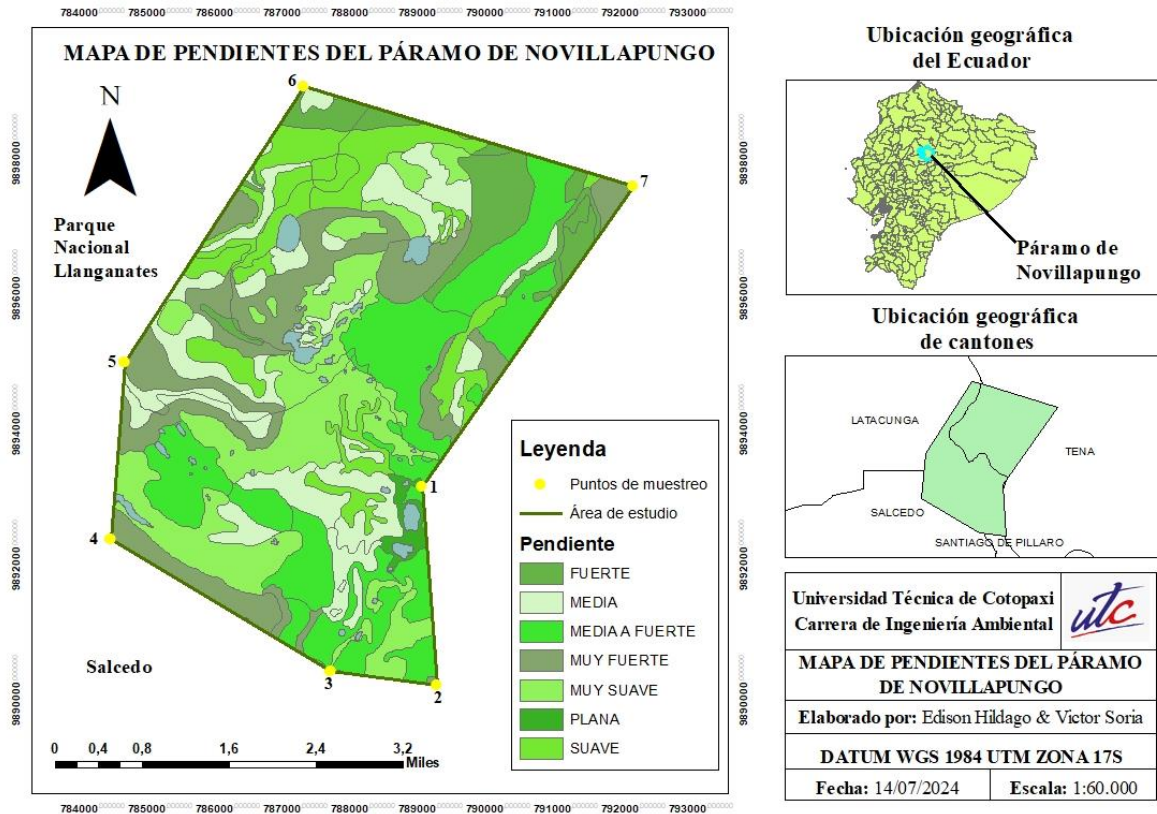 784000 785000 786000 787000 788000 789000 790000 791000 792000 793000
MAPA DE PENDIENTES DEL PÁRAMO DE NOVILLAPUNGO
N
Parque
Nacional
Llanganates
Salcedo
6
7
5
1
4
3
2
9898000
9896000
9894000
9892000
9890000
9898000
9896000
9894000
9892000
9890000
Leyenda
Puntos de muestreo
Área de estudio
Pendiente
FUERTE
MEDIA
MEDIA A FUERTE
MUY FUERTE
MUY SUAVE
PLANA
SUAVE
0 0,4 0,8 1,6 2,4 3,2
Miles
784000 785000 786000 787000 788000 789000 790000 791000 792000 793000
Ubicación geográfica
del Ecuador
Páramo de
Novillapungo
Ubicación geográfica
de cantones
LATACUNGA
TENA
SALCEDO
SANTIAGO DE PILLARO
Universidad Técnica de Cotopaxi
Carrera de Ingeniería Ambiental
utc
MAPA DE PENDIENTES DEL PÁRAMO
DE NOVILLAPUNGO
Elaborado por: Edison Hildago & Victor Soria
DATUM WGS 1984 UTM ZONA 17S
Fecha: 14/07/2024
Escala: 1:60.000